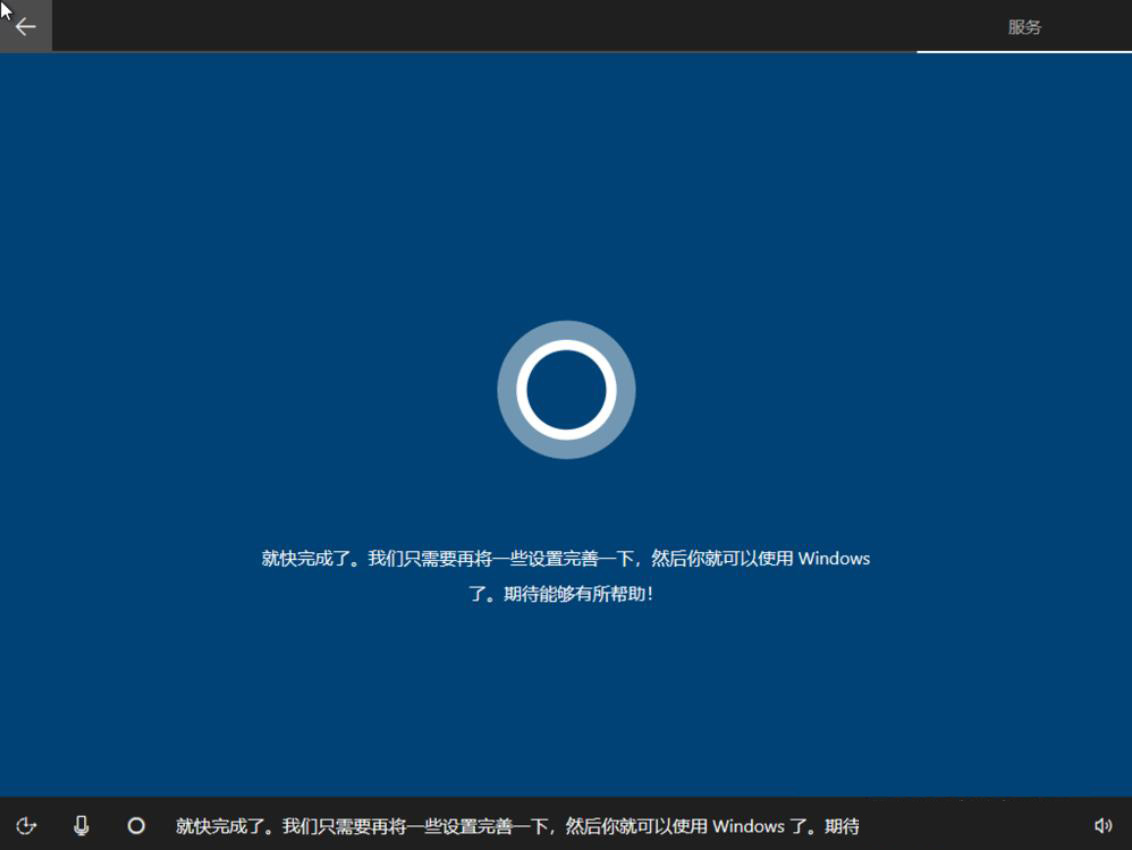 服务
就快完成了。我们只需要再将一些设置完善一下，然后你就可以使用 Windows
了。期待能够有所帮助！
就快完成了。我们只需要再将一些设置完善一下，然后你就可以使用 Windows 了。期待